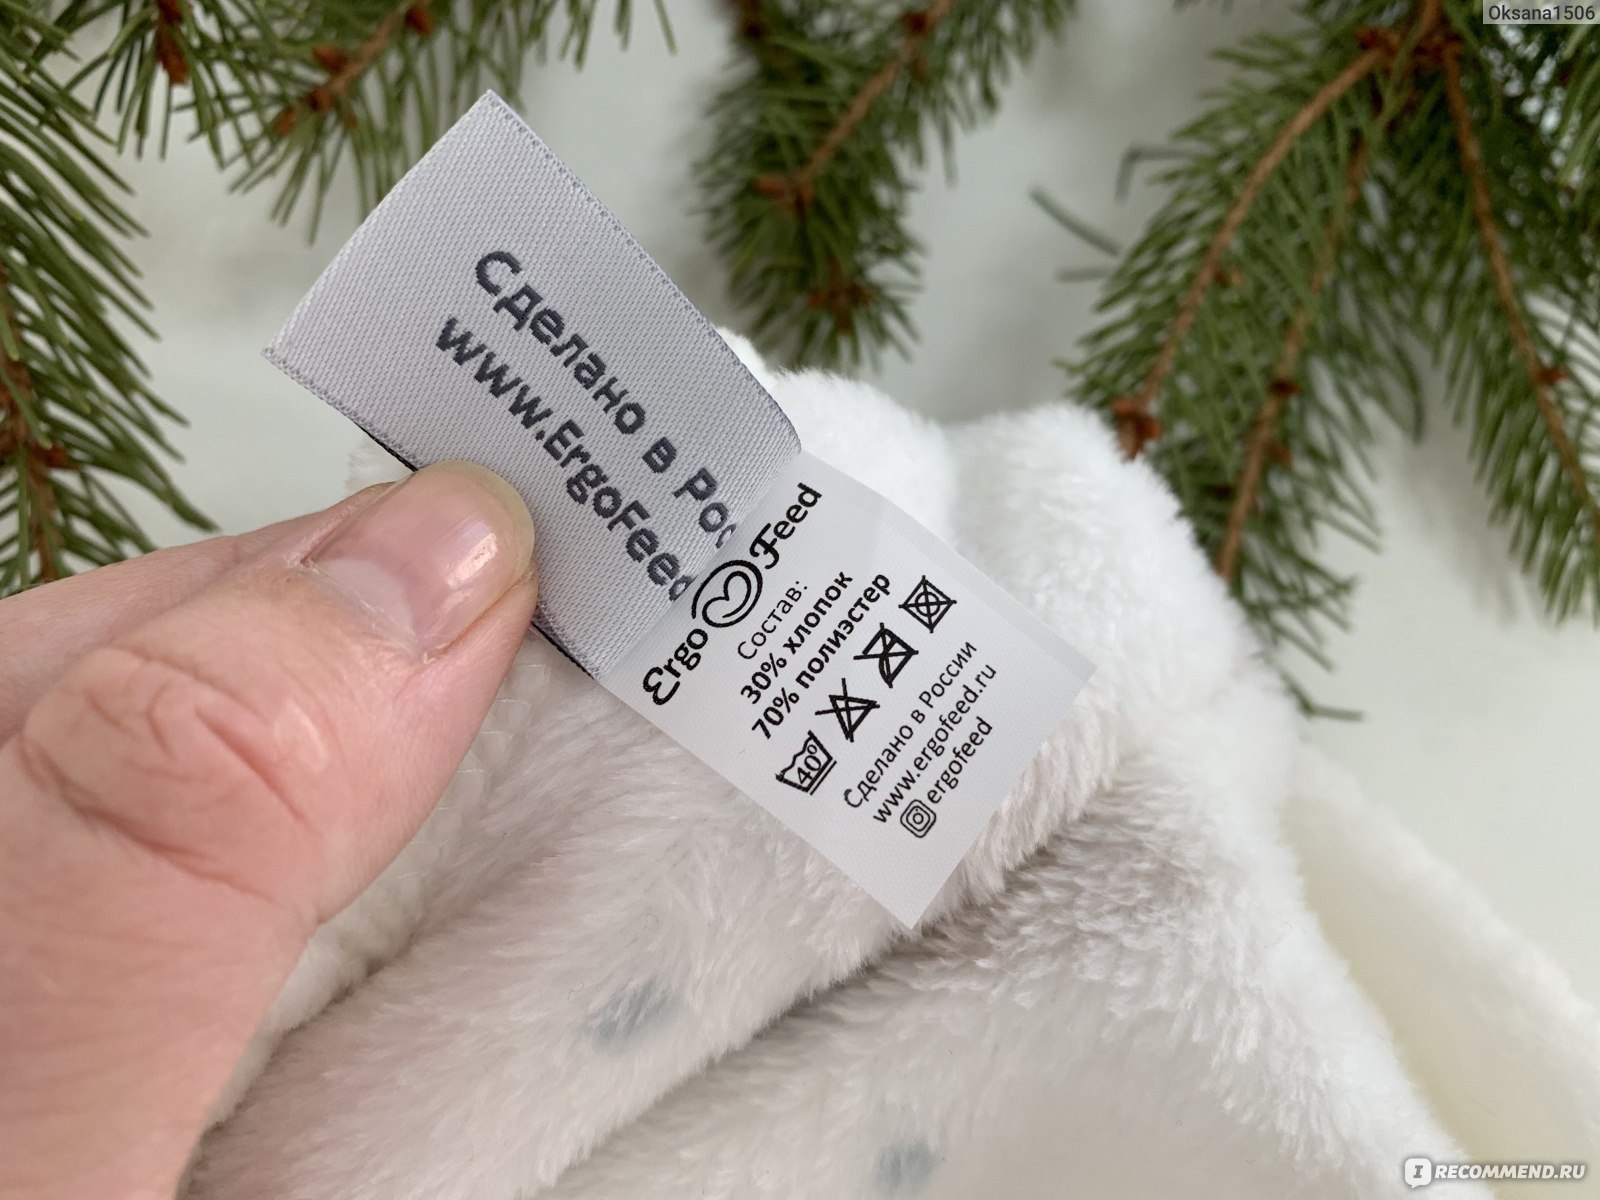 Oksana1506
Сделано в Рос
www.ErgoFeed
Ergo Feed
Состав:
30% хлопок
70% полиэстер
40°
Сделано в России
www.ergofeed.ru
ergofeed
IRECOMMEND.RU